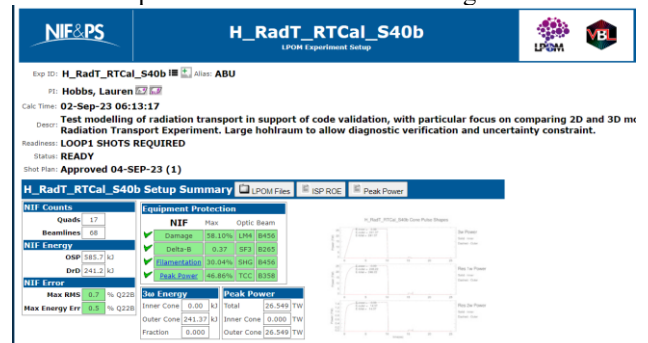 NIF&PS
H_RadT_RTCal_S40b
LPOM Experiment Setup
LPOM
VBL
Exp ID: H_RadT_RTCal_S40b Alias: ABU
PI: Hobbs, Lauren
Calc Time: 02-Sep-23 06:13:17
Descr: Test modelling of radiation transport in support of code validation, with particular focus on comparing 2D and 3D mo
Radiation Transport Experiment. Large hohlraum to allow diagnostic verification and uncertainty constraint.
Readiness: LOOP1 SHOTS REQUIRED
Status: READY
Shot Plan: Approved 04-SEP-23 (1)
H_RadT_RTCal_S40b Setup Summary LPOM Files ISP ROE Peak Power
NIF Counts
Quads 17
Beamlines 68
NIF Energy
OSP 585.7 kJ
DrD 241.2 kJ
NIF Error
Max RMS 0.7 % Q22B
Max Energy Err 0.5 % Q22B
Equipment Protection
NIF Max Optic Beam
Damage 58.10% LM4 B456
Delta-B 0.37 SF3 B265
Filamentation 30.04% SHG B456
Peak Power 46.86% TCC B358
3ω Energy
Inner Cone 0.00 kJ
Outer Cone 241.37 kJ
Fraction 0.000
Peak Power
Total 26.549 TW
Inner Cone 0.000 TW
Outer Cone 26.549 TW
H_RadT_RTCal_S40b Cone Pulse Shapes